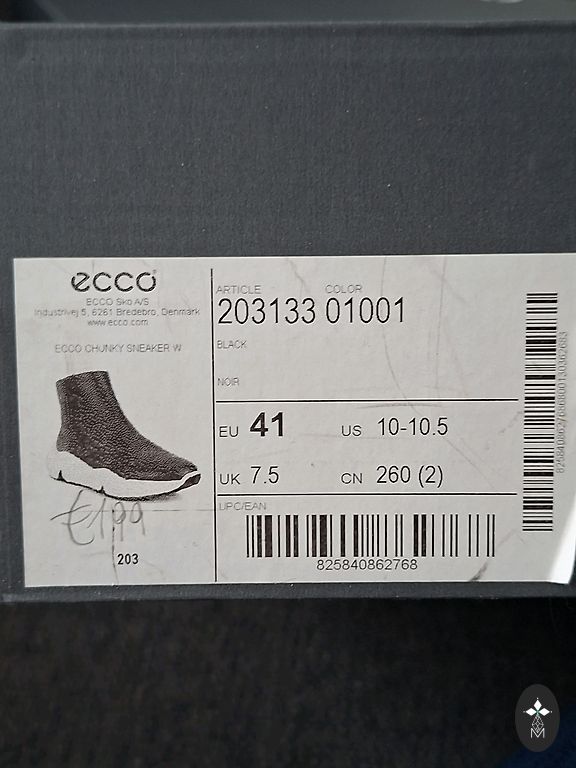 ecco
ECCO Sko A/S
Industrivej 5, 6261 Bredebro, Denmark
www.ecco.com
ECCO CHUNKY SNEAKER W
€199
203
ARTICLE COLOR
203133 01001
BLACK
NOIR
EU 41 US 10-10.5
UK 7.5 CN 260 (2)
UPC/EAN
825840862768
M